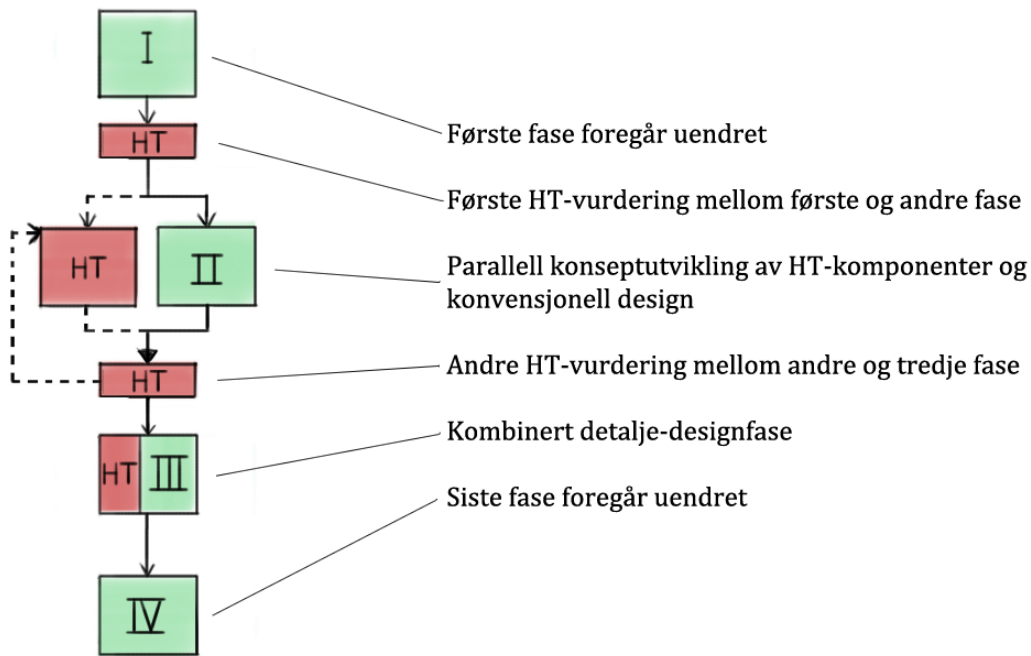 I
HT
Første fase foregår uendret
Første HT-vurdering mellom første og andre fase
HT
II
Parallell konseptutvikling av HT-komponenter og
konvensjonell design
HT
Andre HT-vurdering mellom andre og tredje fase
HT
III
Kombinert detalje-designfase
Siste fase foregår uendret
IV